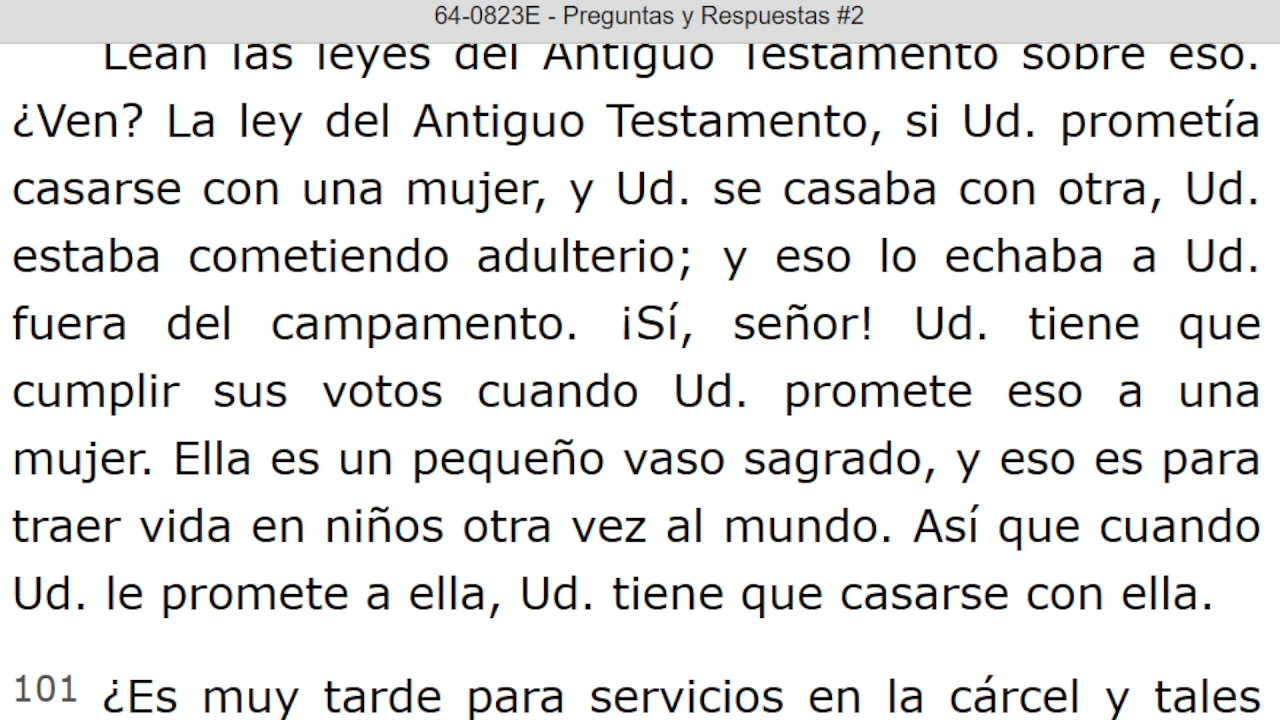 64-0823E - Preguntas y Respuestas #2
Lean las leyes del Antiguo Testamento sobre eso.
¿Ven? La ley del Antiguo Testamento, si Ud. prometía
casarse con una mujer, y Ud. se casaba con otra, Ud.
estaba cometiendo adulterio; y eso lo echaba a Ud.
fuera del campamento. ¡Sí, señor! Ud. tiene que
cumplir sus votos cuando Ud. promete eso a una
mujer. Ella es un pequeño vaso sagrado, y eso es para
traer vida en niños otra vez al mundo. Así que cuando
Ud. le promete a ella, Ud. tiene que casarse con ella.
101 ¿Es muy tarde para servicios en la cárcel y tales